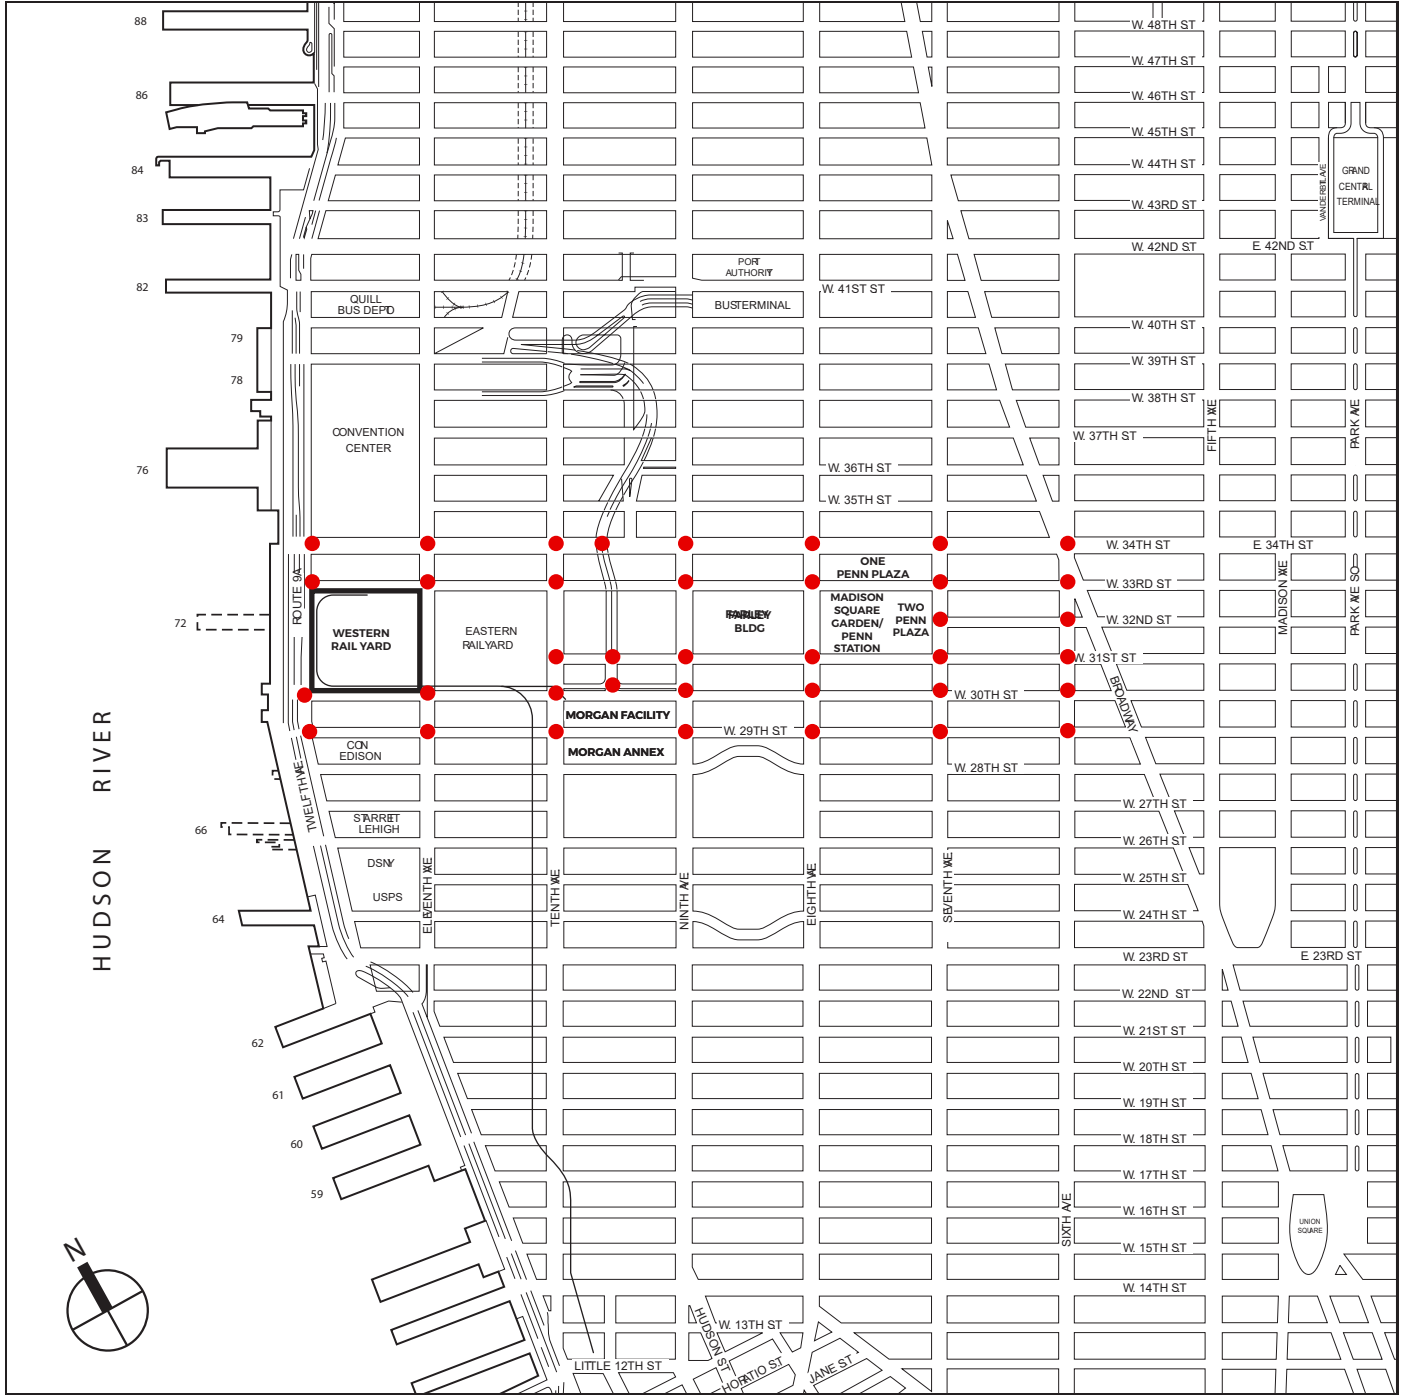 88
W. 48TH ST
W. 47TH ST
86
W. 46TH ST
W. 45TH ST
84
W. 44TH ST
VANDERBILT AVE
GRAND
CENTRAL
TERMINAL
83
W. 43RD ST
W. 42ND ST
E. 42ND ST
PORT
AUTHORITY
82
W. 41ST ST
QUILL
BUS DEPTO
BUSTERMINAL
79
W. 40TH ST
W. 39TH ST
78
W. 38TH ST
FIFTH AVE
PARK AVE
CONVENTION
CENTER
W. 37TH ST
76
W. 36TH ST
W. 35TH ST
W. 34TH ST
E. 34TH ST
ONE
PENN PLAZA
ROUTE 9A
W. 33RD ST
MADISON AVE
PARK AVE SO
72
WESTERN
RAIL YARD
EASTERN
RAILYARD
FARLEY
BLDG
MADISON
SQUARE
GARDEN/
PENN
STATION
TWO
PENN
PLAZA
W. 32ND ST
W. 31ST ST
W. 30TH ST
BROADWAY
MORGAN FACILITY
W. 29TH ST
HUDSON RIVER
CON
EDISON
MORGAN ANNEX
W. 28TH ST
TWELFTH AVE
W. 27TH ST
66
STARRET
LEHIGH
W. 26TH ST
DSNY
W. 25TH ST
USPS
ELEVENTH AVE
TENTH AVE
NINTH AVE
EIGHTH AVE
SEVENTH AVE
64
W. 24TH ST
W. 23RD ST
E. 23RD ST
W. 22ND ST
62
W. 21ST ST
W. 20TH ST
61
W. 19TH ST
60
W. 18TH ST
W. 17TH ST
59
SIXTH AVE
W. 16TH ST
UNION
SQUARE
N
W. 15TH ST
W. 14TH ST
HUDSON ST
W. 13TH ST
LITTLE 12TH ST
HORATIO ST
JANE ST